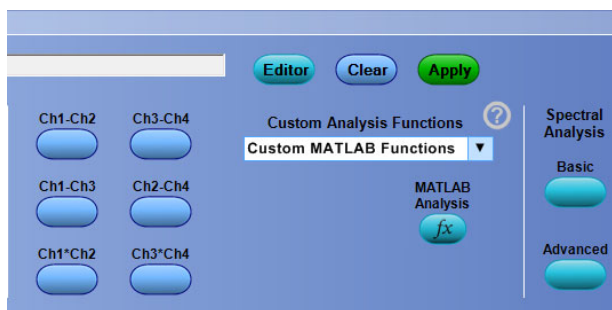 Editor Clear Apply
Ch1-Ch2 Ch3-Ch4 Custom Analysis Functions ? Spectral
Analysis
Custom MATLAB Functions
Basic
Ch1-Ch3 Ch2-Ch4 MATLAB
Analysis
fx
Ch1*Ch2 Ch3*Ch4 Advanced